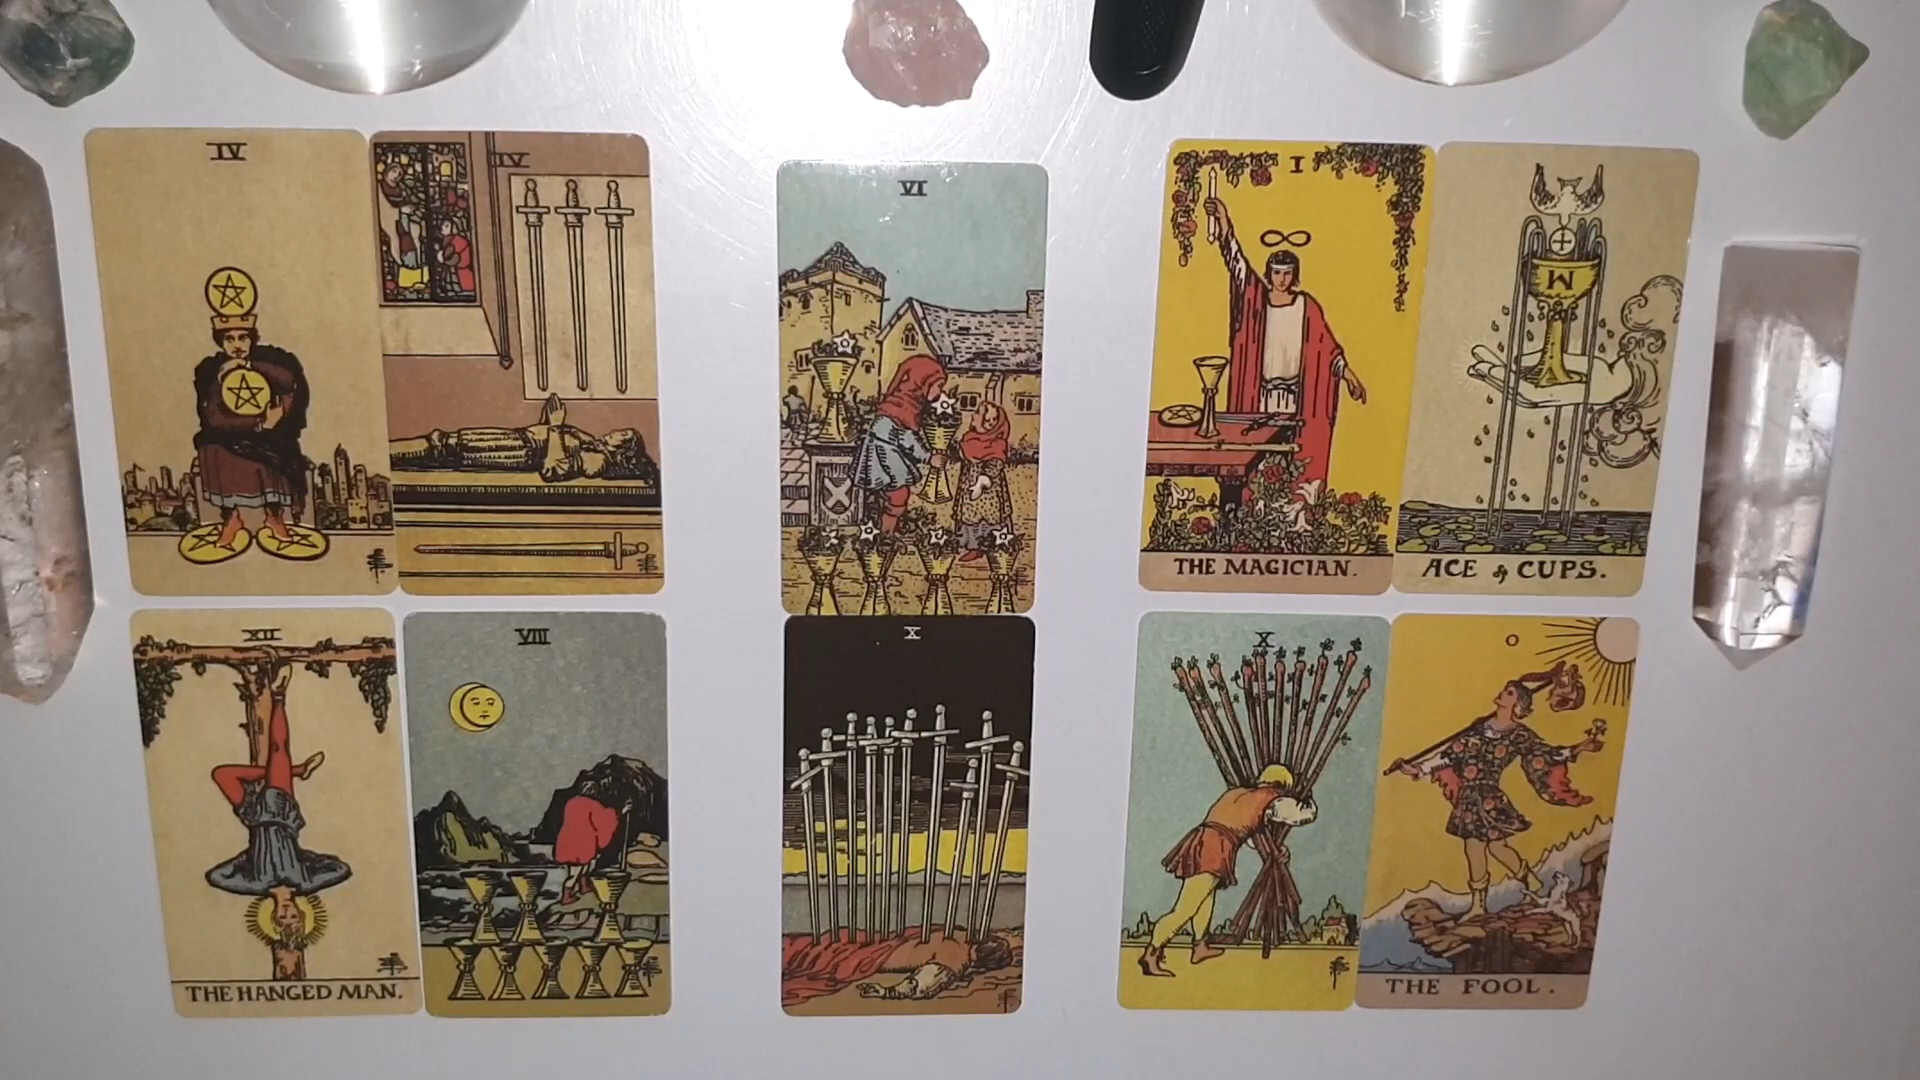 IV
IV
VI
I
THE MAGICIAN.
ACE of CUPS.
XII
THE HANGED MAN.
VIII
X
X
0
THE FOOL.